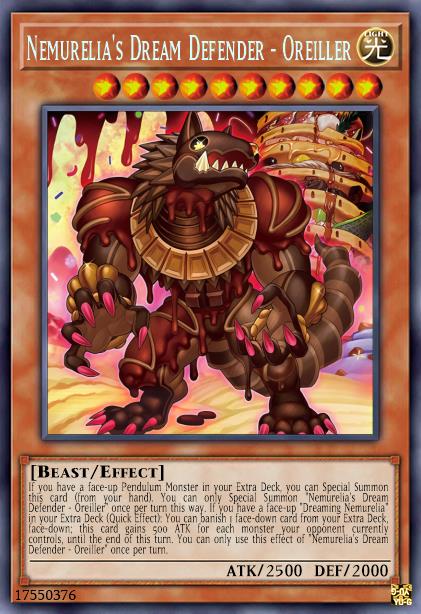 NEMURELIA'S DREAM DEFENDER - OREILLER
LIGHT
光
[BEAST/EFFECT]
If you have a face-up Pendulum Monster in your Extra Deck, you can Special Summon
this card (from your hand). You can only Special Summon "Nemurelia's Dream
Defender - Oreiller" once per turn this way. If you have a face-up "Dreaming Nemurelia"
in your Extra Deck (Quick Effect): You can banish 1 face-down card from your Extra Deck,
face-down; this card gains 500 ATK for each monster your opponent currently
controls, until the end of this turn. You can only use this effect of "Nemurelia's Dream
Defender - Oreiller" once per turn.
ATK/2500 DEF/2000
17550376